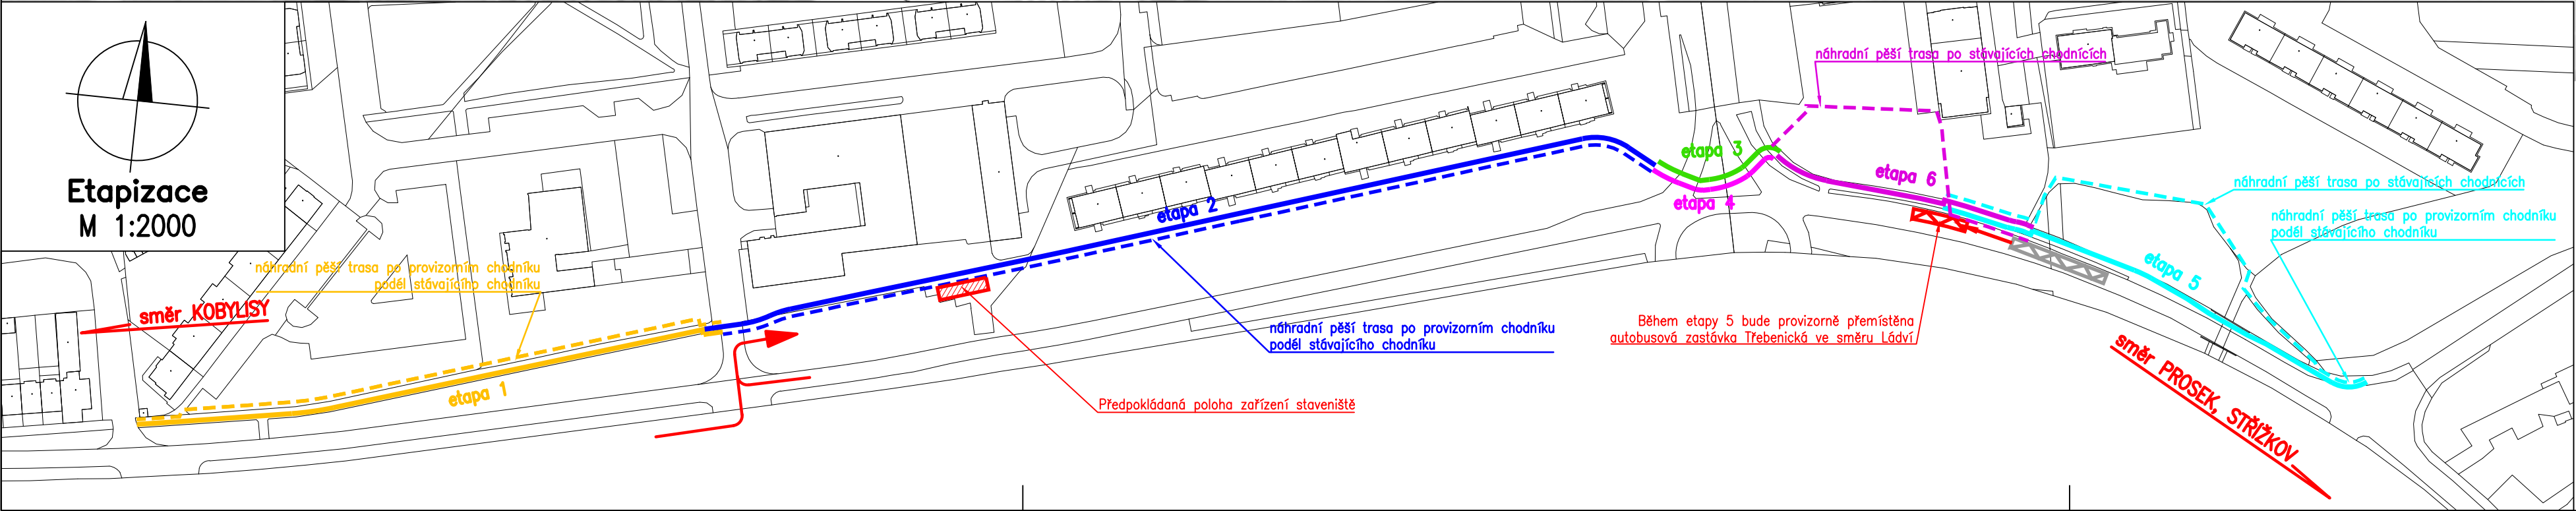 Etapizace
M 1:2000
směr KOBYLISY
náhradní pěší trasa po provizorním chodníku
podél stávajícího chodníku
etapa 1
etapa 2
náhradní pěší trasa po provizorním chodníku
podél stávajícího chodníku
Předpokládaná poloha zařízení staveniště
etapa 3
etapa 4
náhradní pěší trasa po stávajících chodnících
etapa 6
Během etapy 5 bude provizorně přemístěna
autobusová zastávka Třebenická ve směru Ládví
náhradní pěší trasa po stávajících chodnících
náhradní pěší trasa po provizorním chodníku
podél stávajícího chodníku
etapa 5
směr PROSEK, STŘÍŽKOV